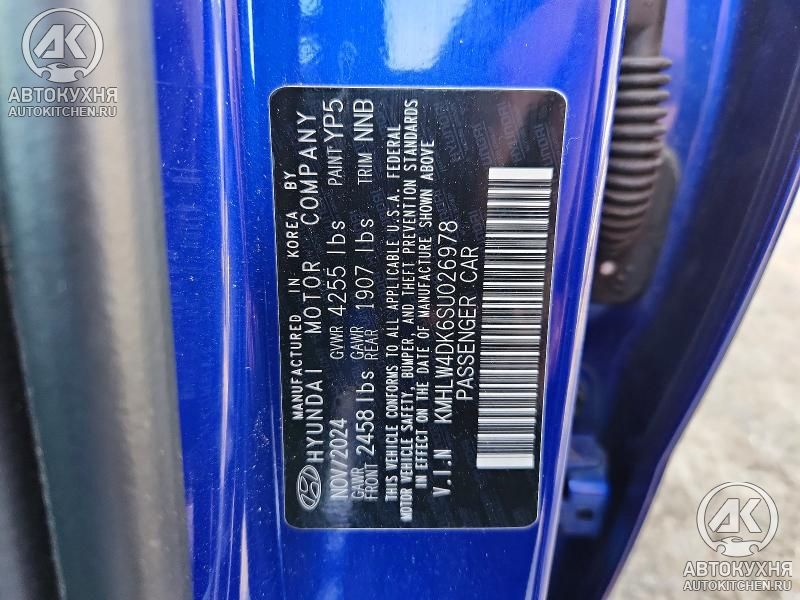 АВТОКУХНЯ
AUTOKITCHEN.RU
MANUFACTURED IN KOREA BY
HYUNDAI MOTOR COMPANY
NOV/2024 GVWR 4255 lbs PAINT YP5
GAWR FRONT 2458 lbs GAWR REAR 1907 lbs TRIM NNB
THIS VEHICLE CONFORMS TO ALL APPLICABLE U.S.A. FEDERAL
MOTOR VEHICLE SAFETY, BUMPER, AND THEFT PREVENTION STANDARDS
IN EFFECT ON THE DATE OF MANUFACTURE SHOWN ABOVE
V.I.N KMHLW4DK6SU026978
PASSENGER CAR
АВТОКУХНЯ
AUTOKITCHEN.RU